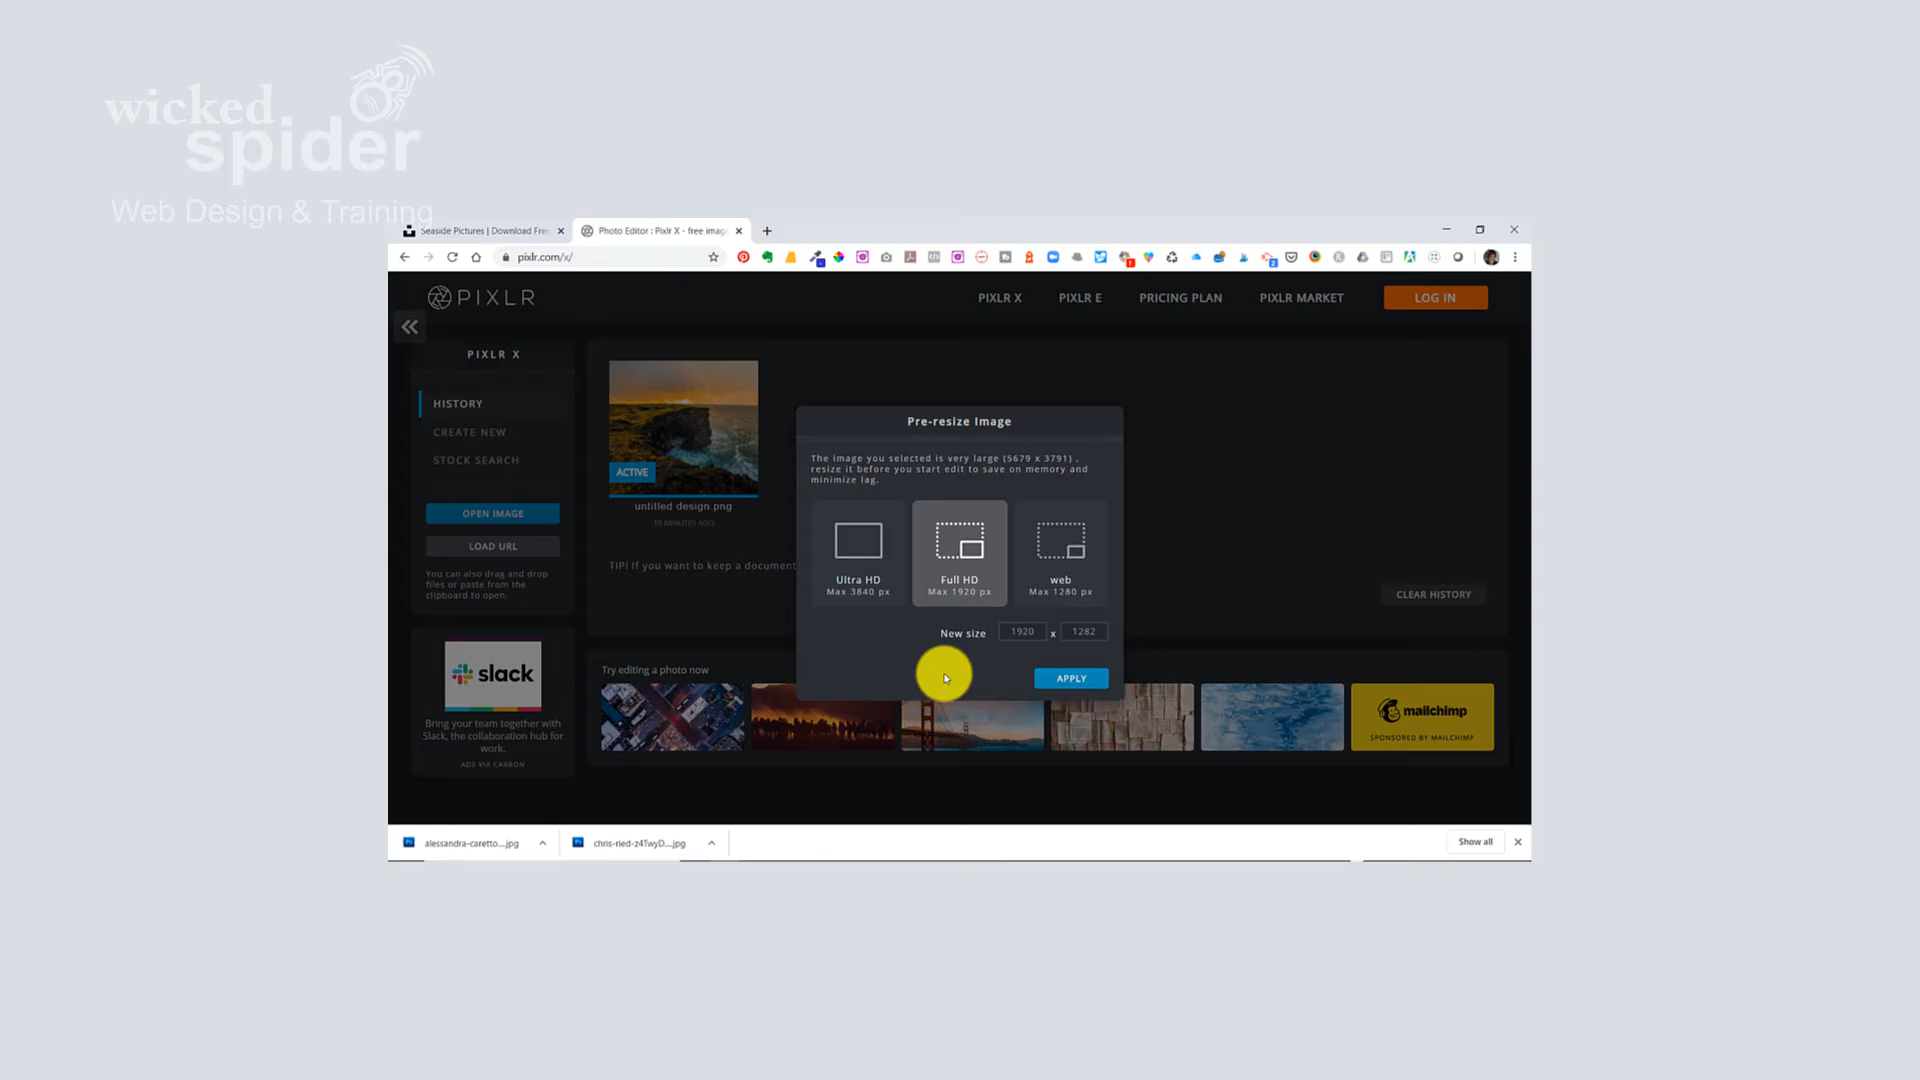 wicked
spider
Web Design & Training
Seaside Pictures | Download Fre
Photo Editor : Pixlr X - free imag
pixlr.com/x/
PIXLR
PIXLR X
PIXLR E
PRICING PLAN
PIXLR MARKET
LOG IN
PIXLR X
HISTORY
CREATE NEW
STOCK SEARCH
OPEN IMAGE
LOAD URL
You can also drag and drop
files or paste from the
clipboard to open.
ACTIVE
untitled design.png
19 MINUTES AGO
TIP! If you want to keep a document
CLEAR HISTORY
Pre-resize Image
The image you selected is very large (5679 x 3791) ,
resize it before you start edit to save on memory and
minimize lag.
Ultra HD
Max 3840 px
Full HD
Max 1920 px
web
Max 1280 px
New size 1920 x 1282
APPLY
slack
Bring your team together with
Slack, the collaboration hub for
work.
ADS VIA CARBON
Try editing a photo now
mailchimp
SPONSORED BY MAILCHIMP
alessandra-caretto....jpg
chris-ried-z4TwyD....jpg
Show all